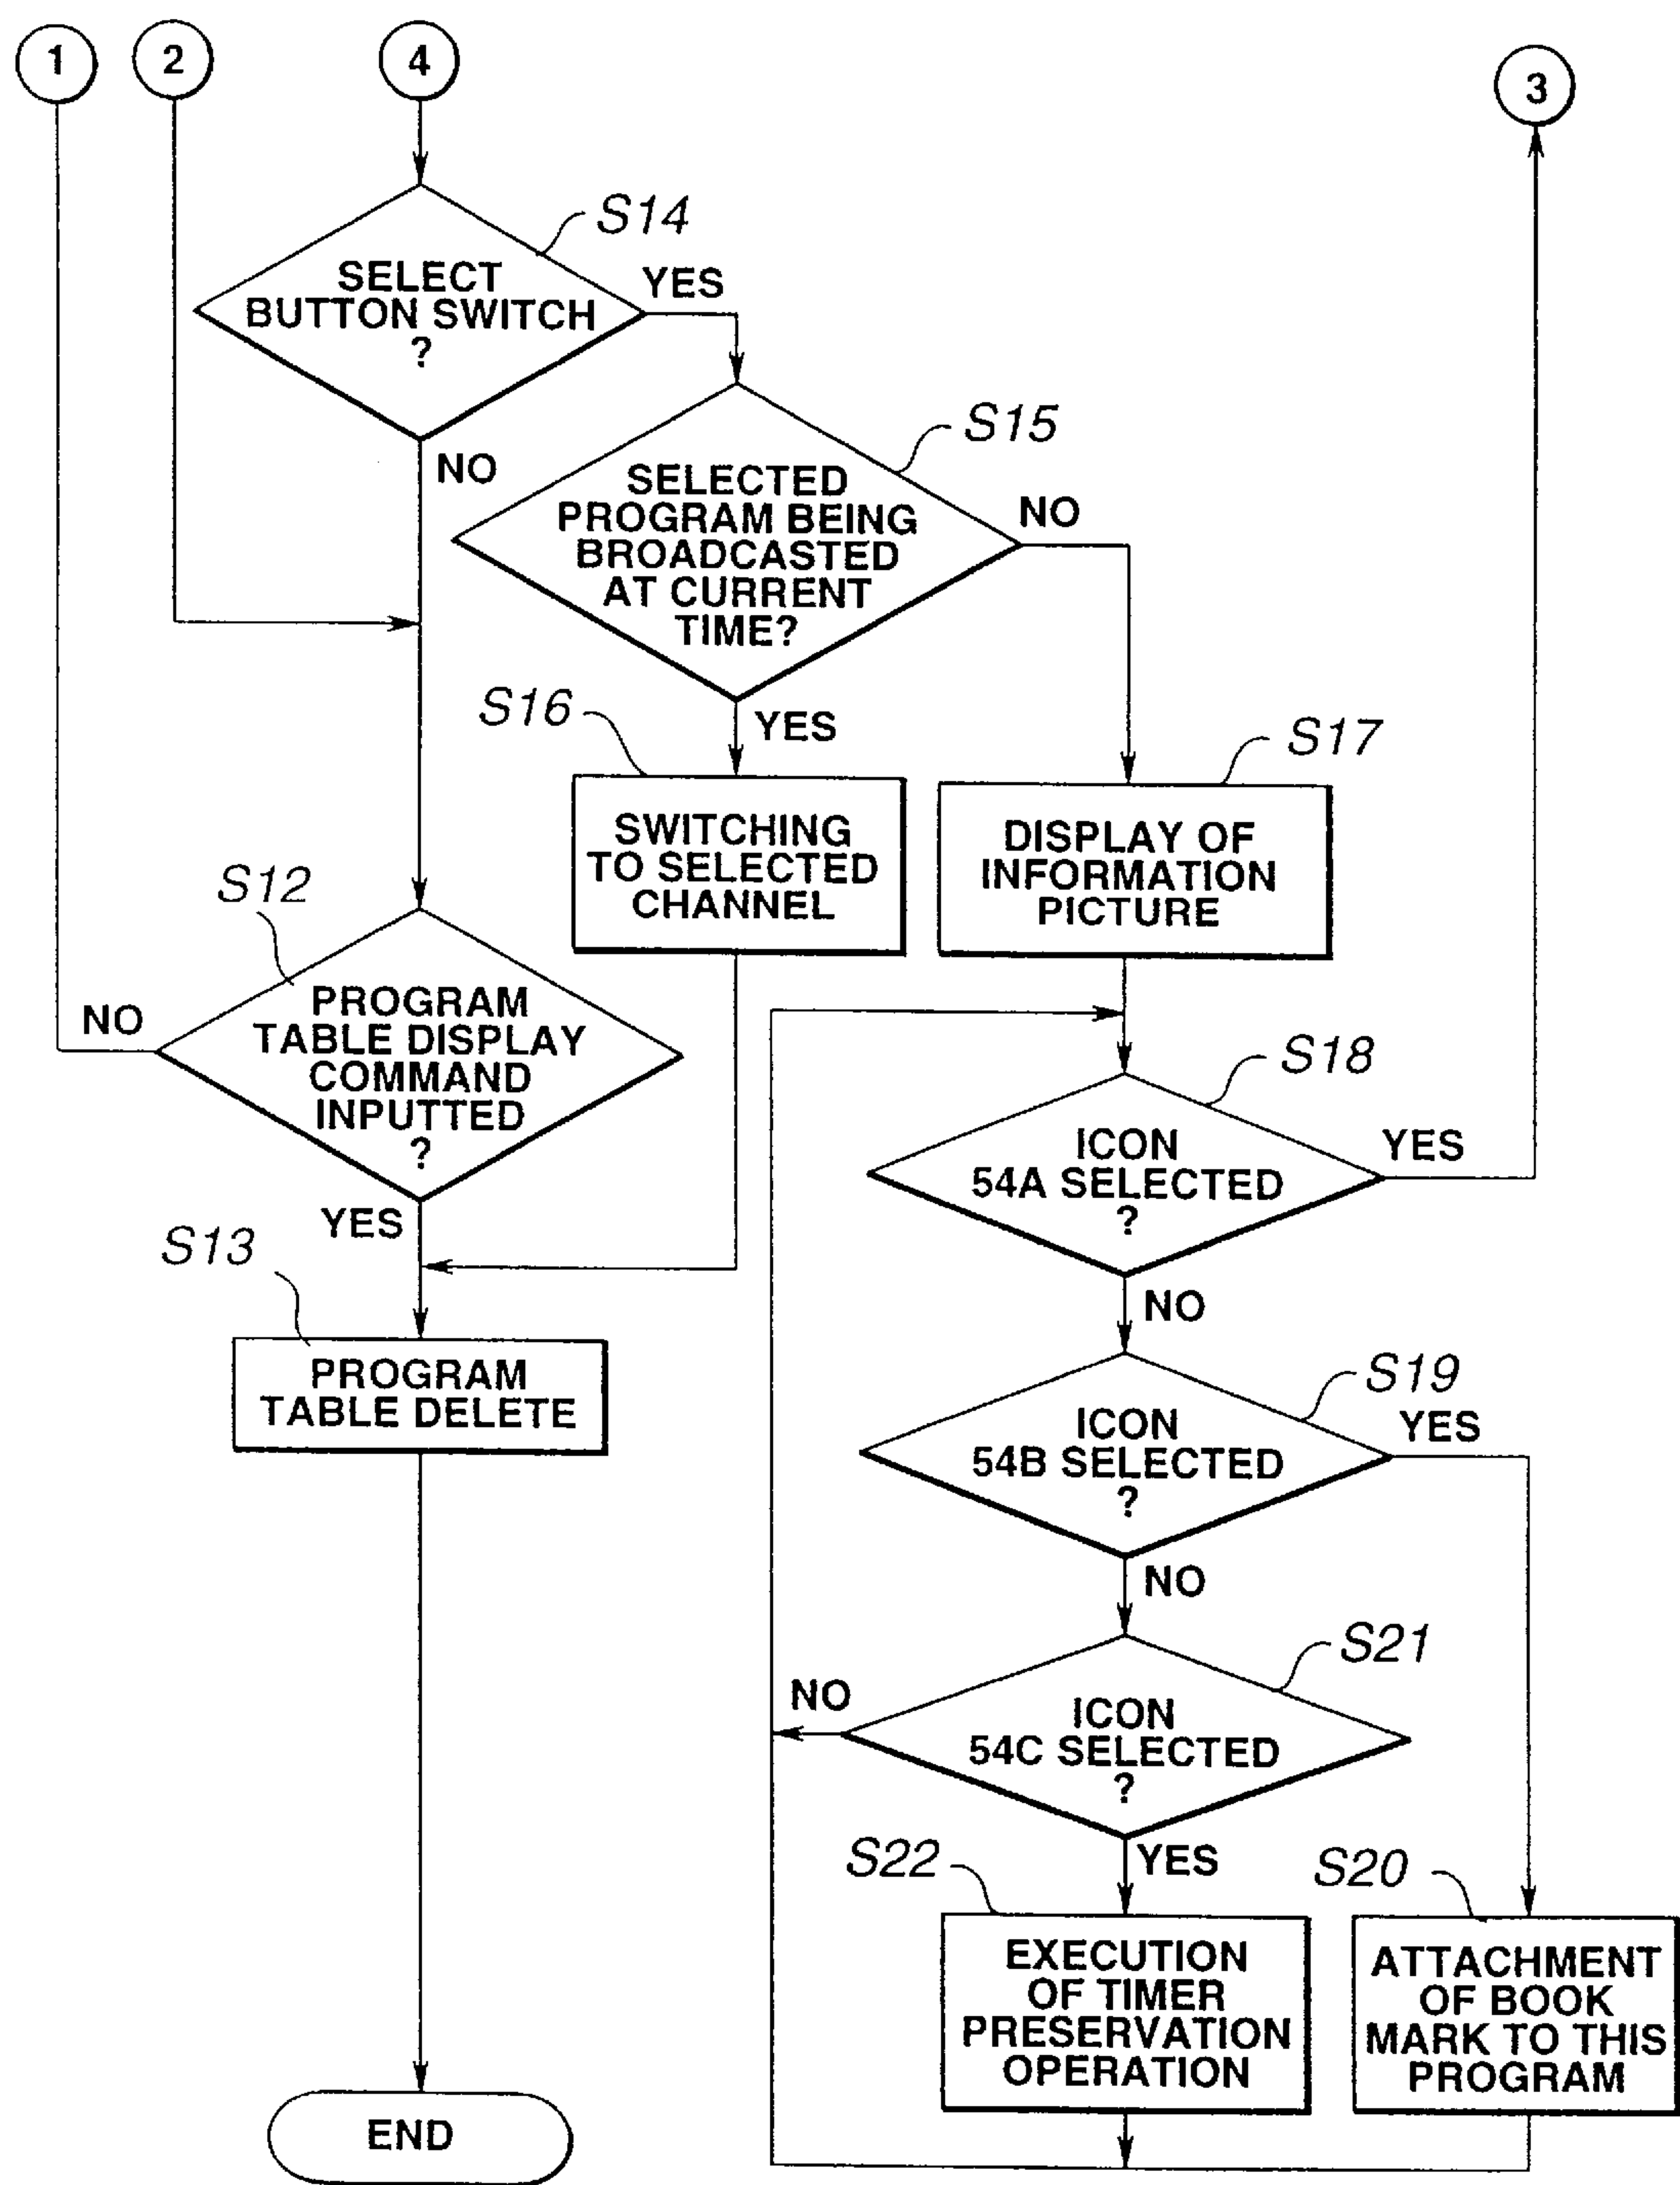 1
2
4
3
S14
SELECT
BUTTON SWITCH
?
YES
NO
S15
SELECTED
PROGRAM BEING
BROADCASTED
AT CURRENT
TIME?
NO
YES
S16
SWITCHING
TO SELECTED
CHANNEL
S17
DISPLAY OF
INFORMATION
PICTURE
S12
PROGRAM
TABLE DISPLAY
COMMAND
INPUTTED
?
NO
YES
S13
PROGRAM
TABLE DELETE
END
S18
ICON
54A SELECTED
?
YES
NO
S19
ICON
54B SELECTED
?
YES
NO
S21
ICON
54C SELECTED
?
NO
YES
S22
EXECUTION
OF TIMER
PRESERVATION
OPERATION
S20
ATTACHMENT
OF BOOK
MARK TO THIS
PROGRAM